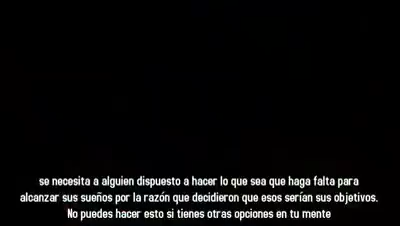 se necesita a alguien dispuesto a hacer lo que sea que haga falta para
alcanzar sus sueños por la razón que decidieron que esos serían sus objetivos.
No puedes hacer esto si tienes otras opciones en tu mente